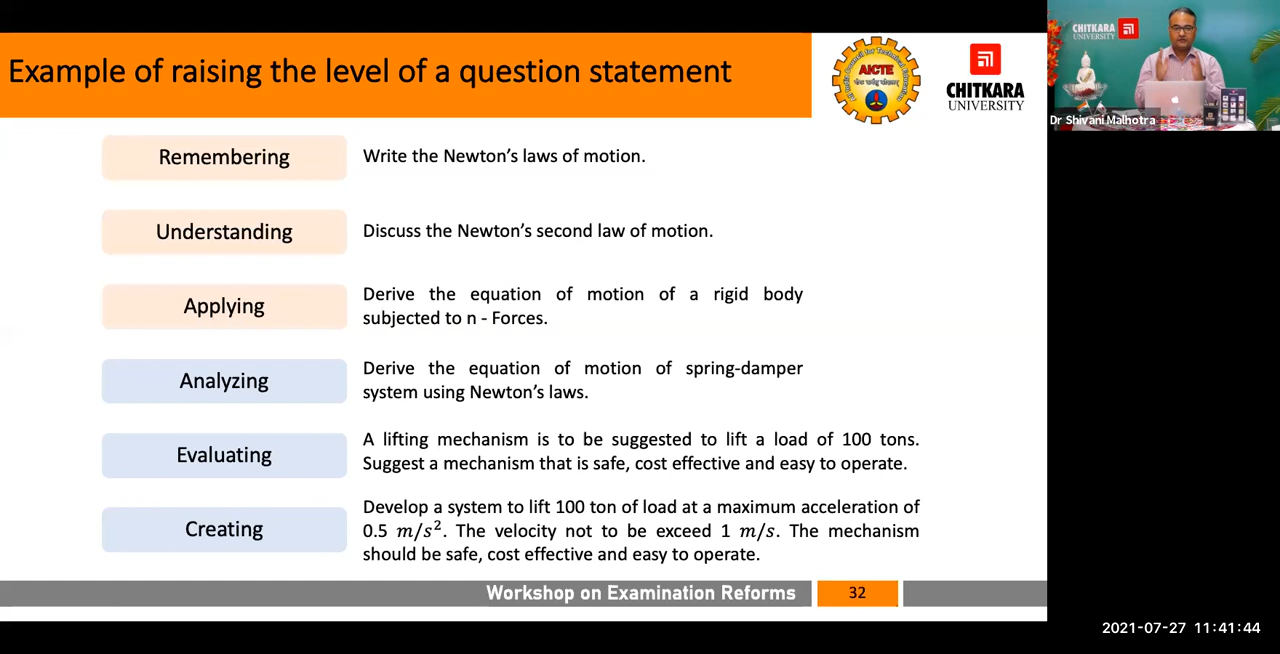 Example of raising the level of a question statement
AICTE
CHITKARA
UNIVERSITY
CHITKARA
UNIVERSITY
Dr Shivani Malhotra
Remembering
Write the Newton’s laws of motion.
Understanding
Discuss the Newton’s second law of motion.
Applying
Derive the equation of motion of a rigid body
subjected to n - Forces.
Analyzing
Derive the equation of motion of spring-damper
system using Newton’s laws.
Evaluating
A lifting mechanism is to be suggested to lift a load of 100 tons.
Suggest a mechanism that is safe, cost effective and easy to operate.
Creating
Develop a system to lift 100 ton of load at a maximum acceleration of
0.5 m/s². The velocity not to be exceed 1 m/s. The mechanism
should be safe, cost effective and easy to operate.
Workshop on Examination Reforms
32
2021-07-27 11:41:44